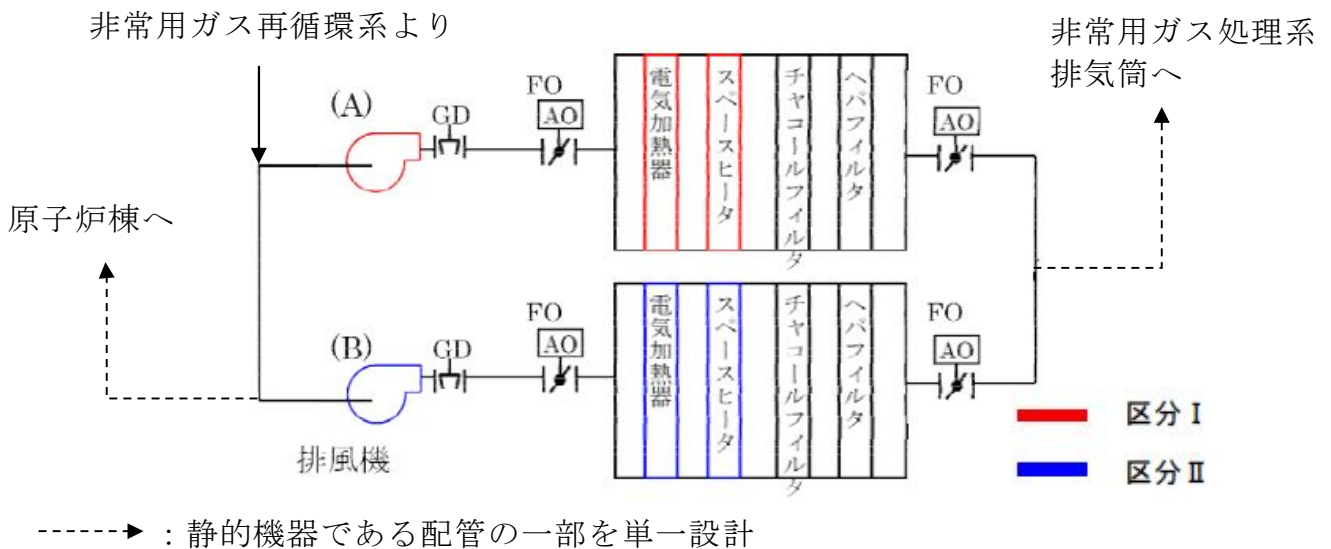 非常用ガス再循環系より
非常用ガス処理系
排気筒へ
(A)
GD
FO
AO
電気加熱器
スペースヒータ
チャコールフィルタ
ヘパフィルタ
FO
AO
原子炉棟へ
(B)
GD
FO
AO
電気加熱器
スペースヒータ
チャコールフィルタ
ヘパフィルタ
FO
AO
排風機
区分Ⅰ
区分Ⅱ
:静的機器である配管の一部を単一設計